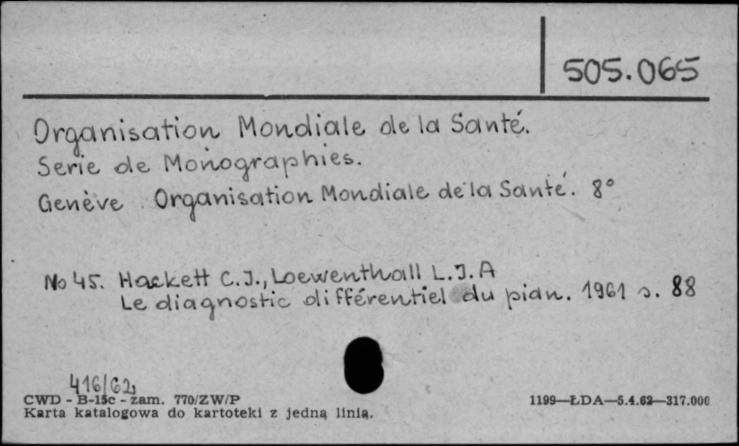 505.065
Organisation Mondiale de la Santé.
Serie de Monographies.
Genève. Organisation Mondiale de la Santé. 8°
No 45. Hackett C.J., Loewenthall L.J.A
Le diagnostic différentiel du pian. 1961 s. 88
416/62
CWD - B-15c - zam. 770/ZW/P
1199—ŁDA—5.4.62—317.000
Karta katalogowa do kartoteki z jedną linią.